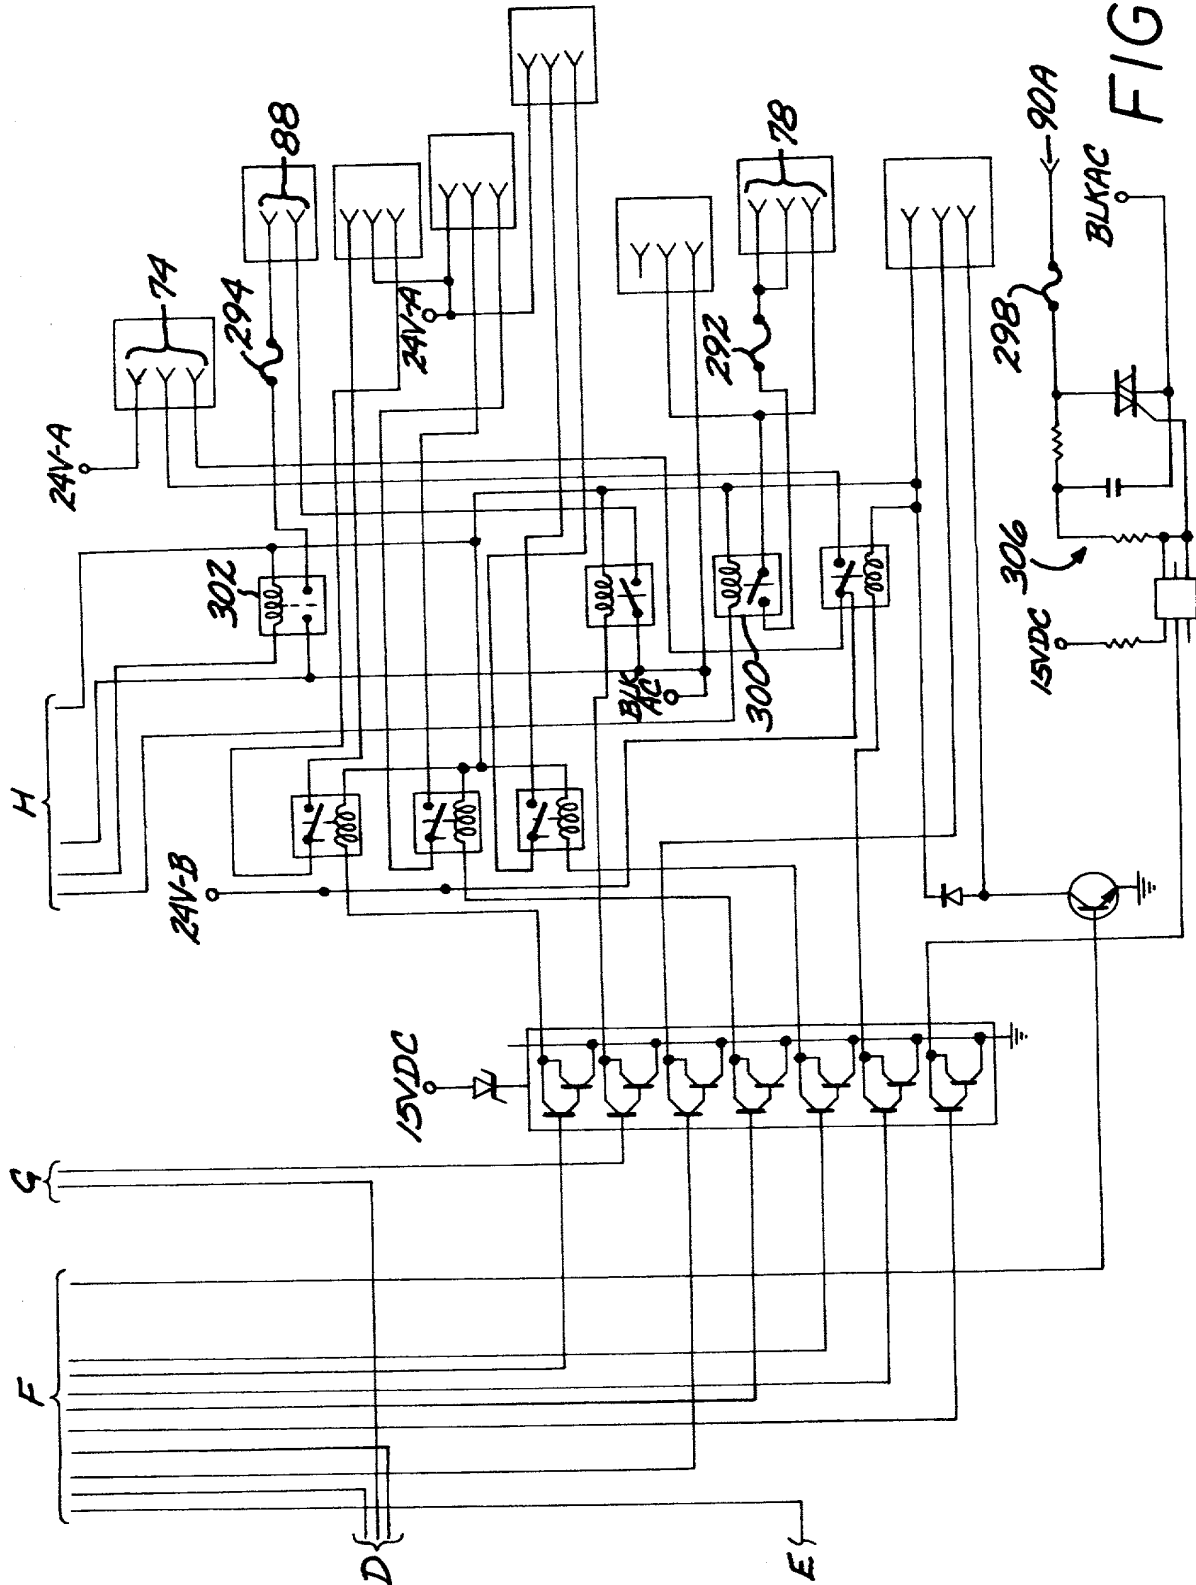 FIG
88
74
294
24V-A
24V-A
78
292
90A
BLKAC
298
302
306
15VDC
BLK
AC
300
H
24V-B
15VDC
G
F
D
E